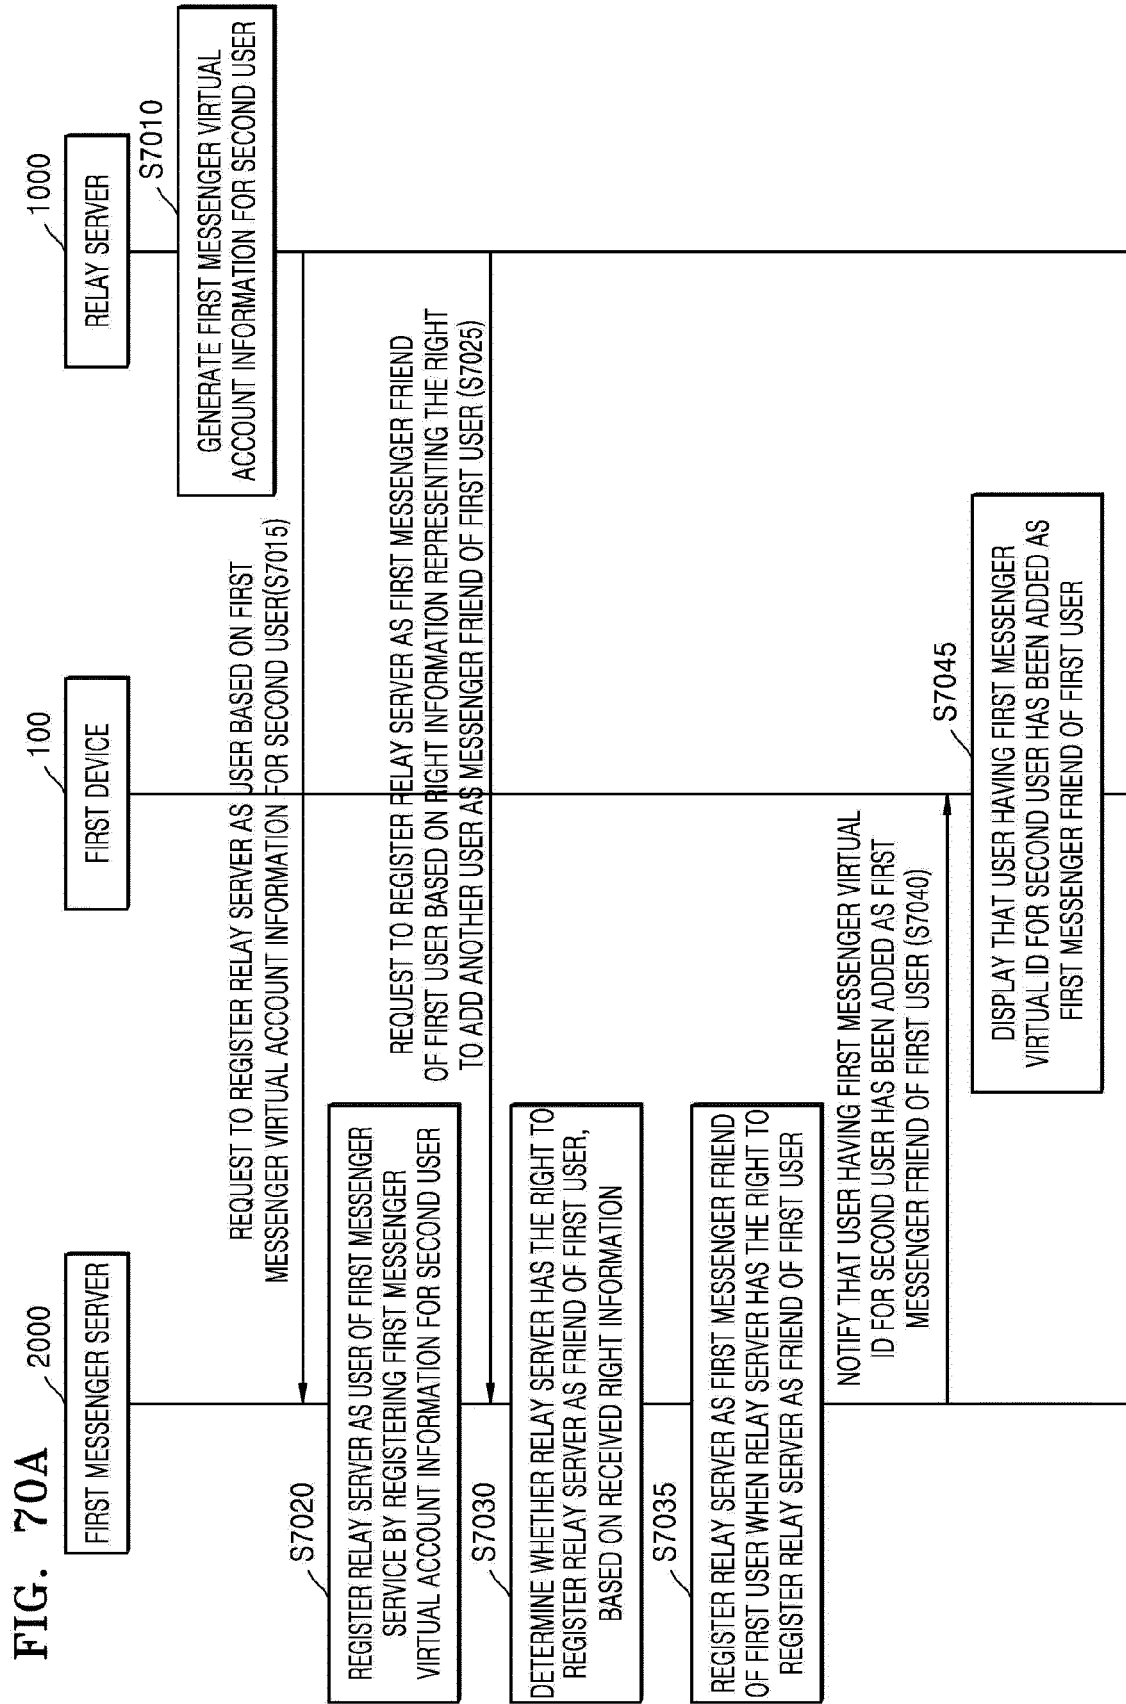 FIG. 70A
2000
FIRST MESSENGER SERVER
100
FIRST DEVICE
1000
RELAY SERVER
S7010
GENERATE FIRST MESSENGER VIRTUAL
ACCOUNT INFORMATION FOR SECOND USER
REQUEST TO REGISTER RELAY SERVER AS USER BASED ON FIRST
MESSENGER VIRTUAL ACCOUNT INFORMATION FOR SECOND USER(S7015)
S7020
REGISTER RELAY SERVER AS USER OF FIRST MESSENGER
SERVICE BY REGISTERING FIRST MESSENGER
VIRTUAL ACCOUNT INFORMATION FOR SECOND USER
REQUEST TO REGISTER RELAY SERVER AS FIRST MESSENGER FRIEND
OF FIRST USER BASED ON RIGHT INFORMATION REPRESENTING THE RIGHT
TO ADD ANOTHER USER AS MESSENGER FRIEND OF FIRST USER (S7025)
S7030
DETERMINE WHETHER RELAY SERVER HAS THE RIGHT TO
REGISTER RELAY SERVER AS FRIEND OF FIRST USER,
BASED ON RECEIVED RIGHT INFORMATION
S7035
REGISTER RELAY SERVER AS FIRST MESSENGER FRIEND
OF FIRST USER WHEN RELAY SERVER HAS THE RIGHT TO
REGISTER RELAY SERVER AS FRIEND OF FIRST USER
NOTIFY THAT USER HAVING FIRST MESSENGER VIRTUAL
ID FOR SECOND USER HAS BEEN ADDED AS FIRST
MESSENGER FRIEND OF FIRST USER (S7040)
S7045
DISPLAY THAT USER HAVING FIRST MESSENGER
VIRTUAL ID FOR SECOND USER HAS BEEN ADDED AS
FIRST MESSENGER FRIEND OF FIRST USER